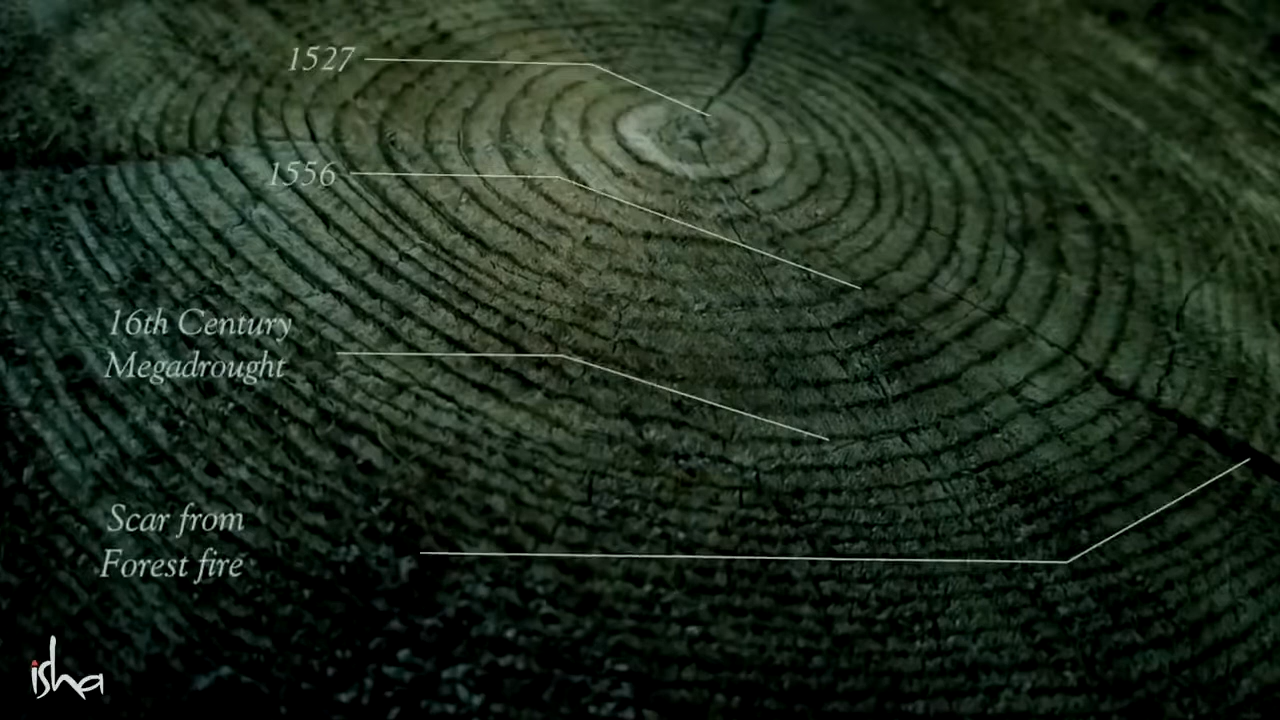 1527
1556
16th Century
Megadrought
Scar from
Forest fire
isha